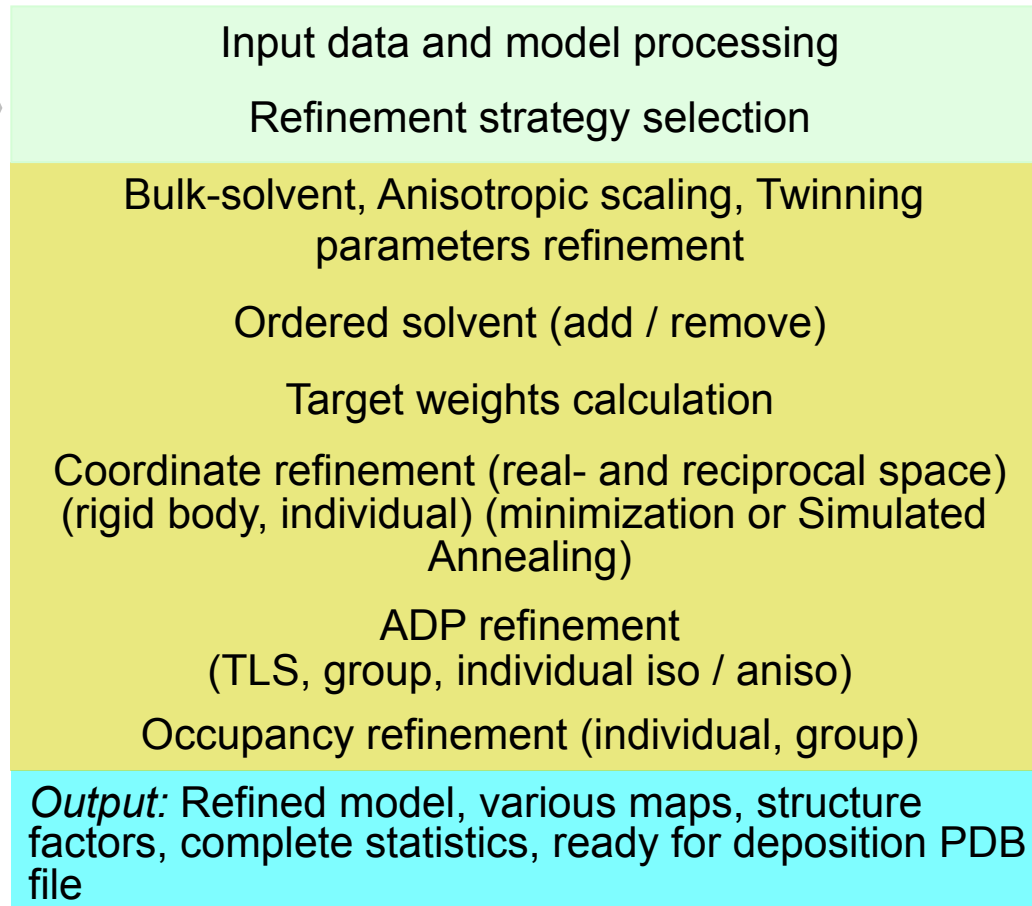 Input data and model processing
Refinement strategy selection
Bulk-solvent, Anisotropic scaling, Twinning
parameters refinement
Ordered solvent (add / remove)
Target weights calculation
Coordinate refinement (real- and reciprocal space)
(rigid body, individual) (minimization or Simulated
Annealing)
ADP refinement
(TLS, group, individual iso / aniso)
Occupancy refinement (individual, group)
Output: Refined model, various maps, structure
factors, complete statistics, ready for deposition PDB
file